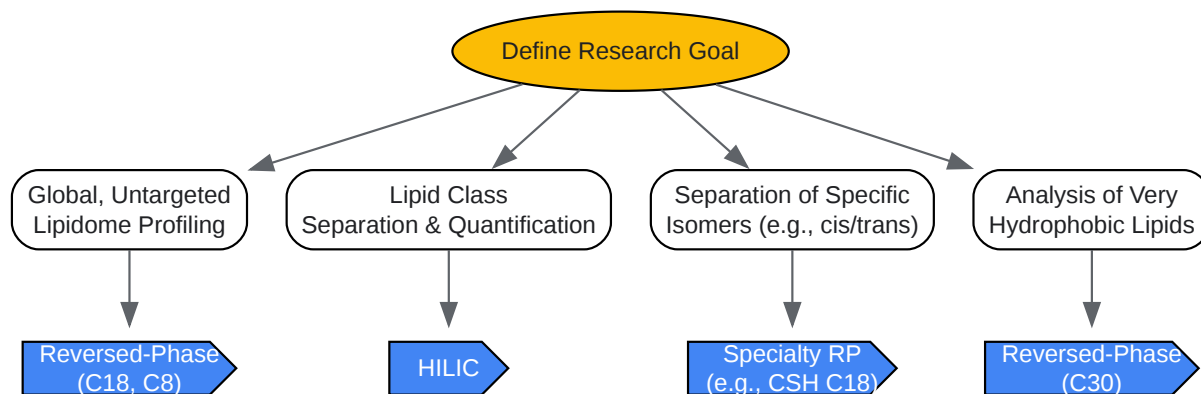 Define Research Goal
Global, Untargeted
Lipidome Profiling
Lipid Class
Separation & Quantification
Separation of Specific
Isomers (e.g., cis/trans)
Analysis of Very
Hydrophobic Lipids
Reversed-Phase
(C18, C8)
HILIC
Specialty RP
(e.g., CSH C18)
Reversed-Phase
(C30)